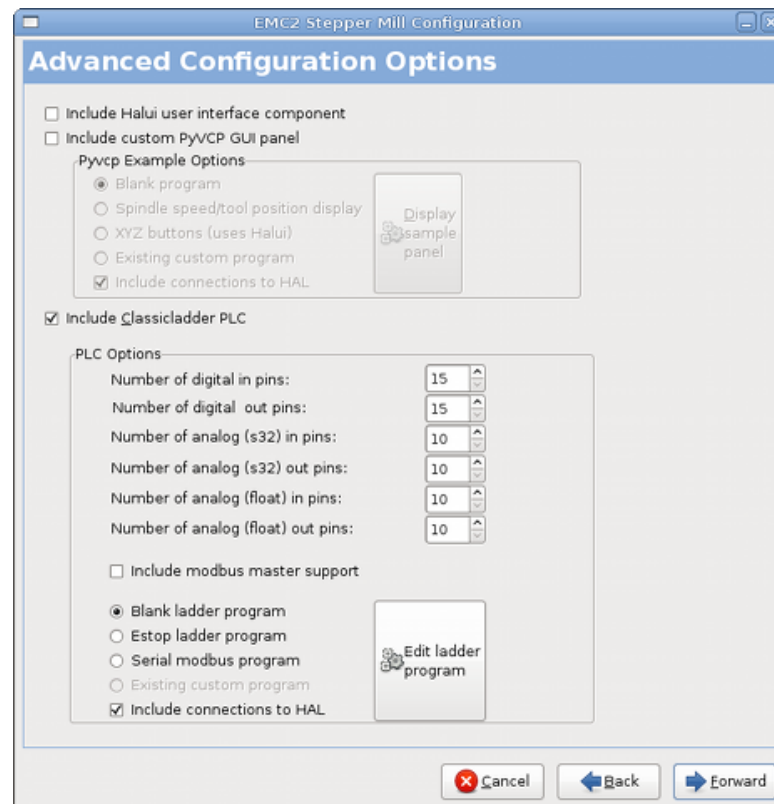 EMC2 Stepper Mill Configuration
Advanced Configuration Options
Include Halui user interface component
Include custom PyVCP GUI panel
Pyvcp Example Options
Blank program
Spindle speed/tool position display
XYZ buttons (uses Halui)
Existing custom program
Include connections to HAL
Display
sample
panel
Include Classicladder PLC
PLC Options
Number of digital in pins: 15
Number of digital out pins: 15
Number of analog (s32) in pins: 10
Number of analog (s32) out pins: 10
Number of analog (float) in pins: 10
Number of analog (float) out pins: 10
Include modbus master support
Blank ladder program
Estop ladder program
Serial modbus program
Existing custom program
Include connections to HAL
Edit ladder
program
Cancel Back Forward